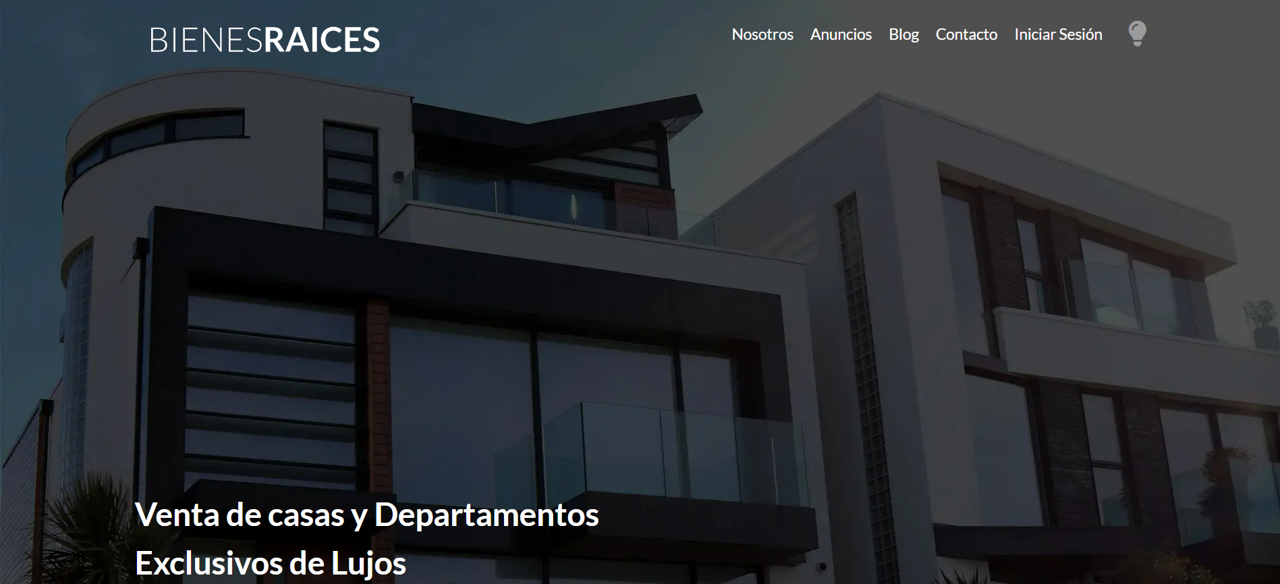 BIENESRAICES
Nosotros Anuncios Blog Contacto Iniciar Sesión
Venta de casas y Departamentos
Exclusivos de Lujos